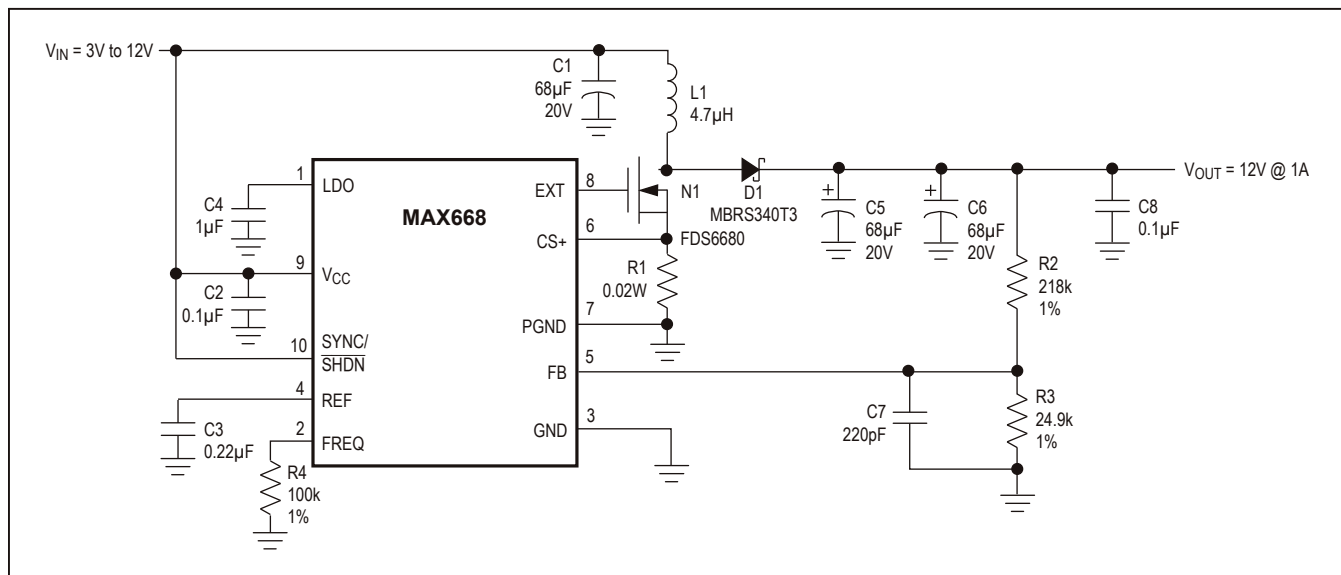 VIN = 3V to 12V
C1
68µF
20V
L1
4.7µH
1
LDO
C4
1µF
MAX668
EXT
8
N1
FDS6680
D1
MBRS340T3
C5
68µF
20V
C6
68µF
20V
VOUT = 12V @ 1A
C8
0.1µF
CS+
6
9
VCC
C2
0.1µF
R1
0.02W
R2
218k
1%
PGND
7
10
SYNC/
SHDN
FB
5
4
REF
C3
0.22µF
C7
220pF
R3
24.9k
1%
GND
3
2
FREQ
R4
100k
1%
+
+